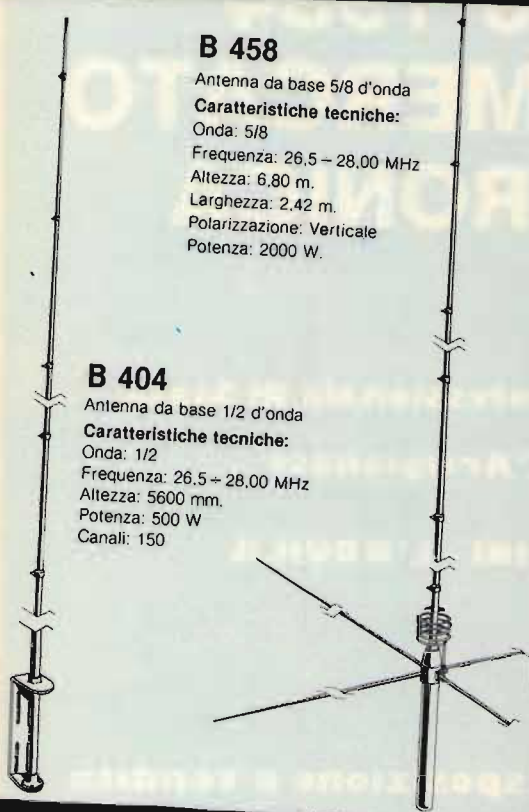 B 458
Antenna da base 5/8 d'onda
Caratteristiche tecniche:
Onda: 5/8
Frequenza: 26,5 ÷ 28,00 MHz
Altezza: 6,80 m.
Larghezza: 2,42 m.
Polarizzazione: Verticale
Potenza: 2000 W.
B 404
Antenna da base 1/2 d'onda
Caratteristiche tecniche:
Onda: 1/2
Frequenza: 26,5 ÷ 28,00 MHz
Altezza: 5600 mm.
Potenza: 500 W
Canali: 150